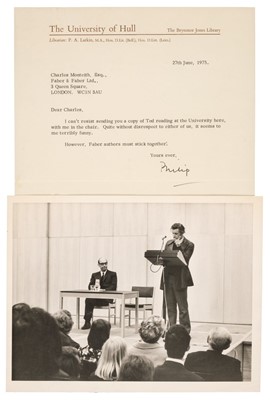 The University of Hull
The Brynmor Jones Library
Librarian: P. A. Larkin, M.A., Hon. D.Litt.
27th June, 1975.
Charles Monteith, Esq.,
Faber & Faber Ltd.,
3 Queen Square,
LONDON. WC1N 3AU
Dear Charles,
I can't resist sending you a copy of Ted reading at the University here,
with me in the chair. Quite without disrespect to either of us, it seems to
me terribly funny.
However, Faber authors must stick together!
Yours ever,
Philip